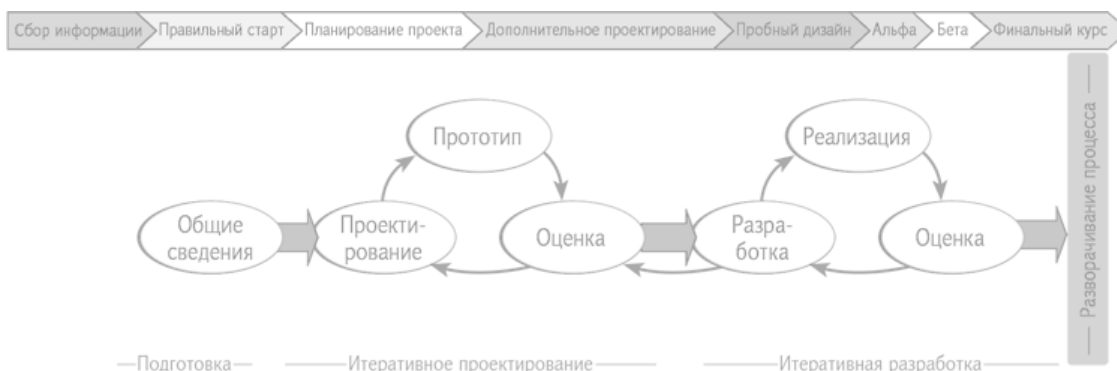 Сбор информации Правильный старт Планирование проекта Дополнительное проектирование Пробный дизайн Альфа Бета Финальный курс
Прототип
Реализация
Общие
сведения
Проекти-
рование
Оценка
Разра-
ботка
Оценка
Разворачивание процесса
Подготовка
Итеративное проектирование
Итеративная разработка